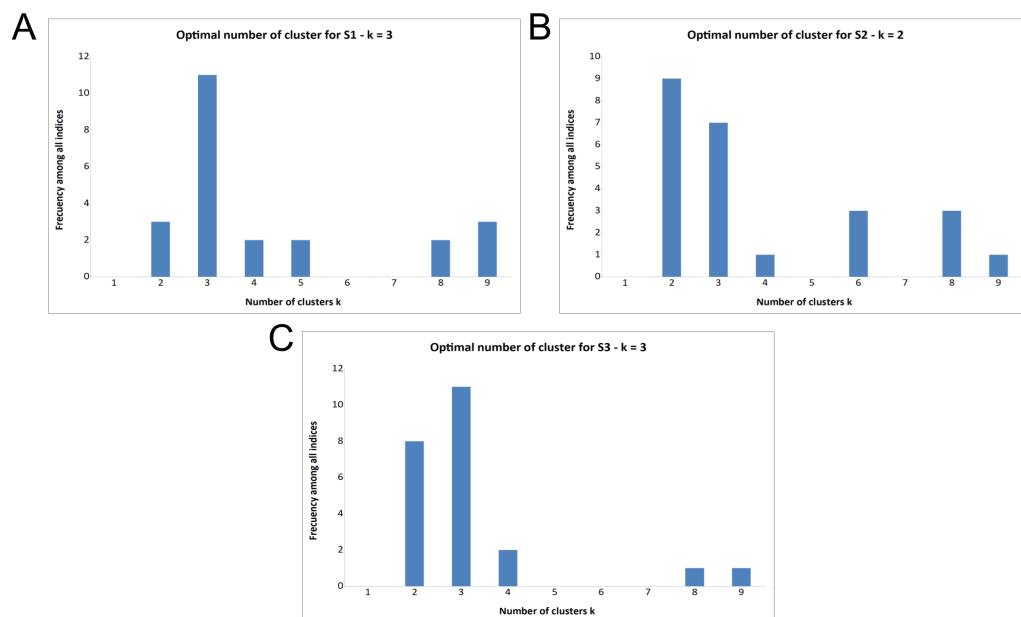 A
Optimal number of cluster for S1 - k = 3
Frecuency among all indices
12
10
8
6
4
2
0
1 2 3 4 5 6 7 8 9
Number of clusters k
B
Optimal number of cluster for S2 - k = 2
Frecuency among all indices
10
9
8
7
6
5
4
3
2
1
0
1 2 3 4 5 6 7 8 9
Number of clusters k
C
Optimal number of cluster for S3 - k = 3
Frecuency among all indices
12
10
8
6
4
2
0
1 2 3 4 5 6 7 8 9
Number of clusters k